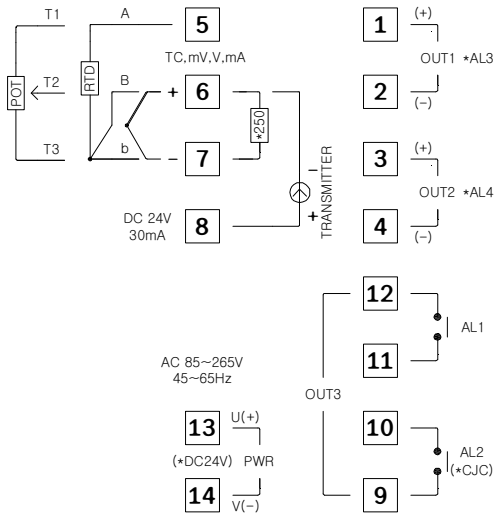 T1 A 5 1 (+)
TC,mV,V,mA OUT1 *AL3
POT T2 RTD B + 6 2 (-)
*250
T3 b - 7 3 (+)
- TRANSMITTER OUT2 *AL4
DC 24V 30mA 8 + 4 (-)
12
AL1
11
AC 85~265V
45~65Hz
OUT3
13 U(+) 10
(*DC24V) PWR AL2
(*CJC)
14 V(-) 9